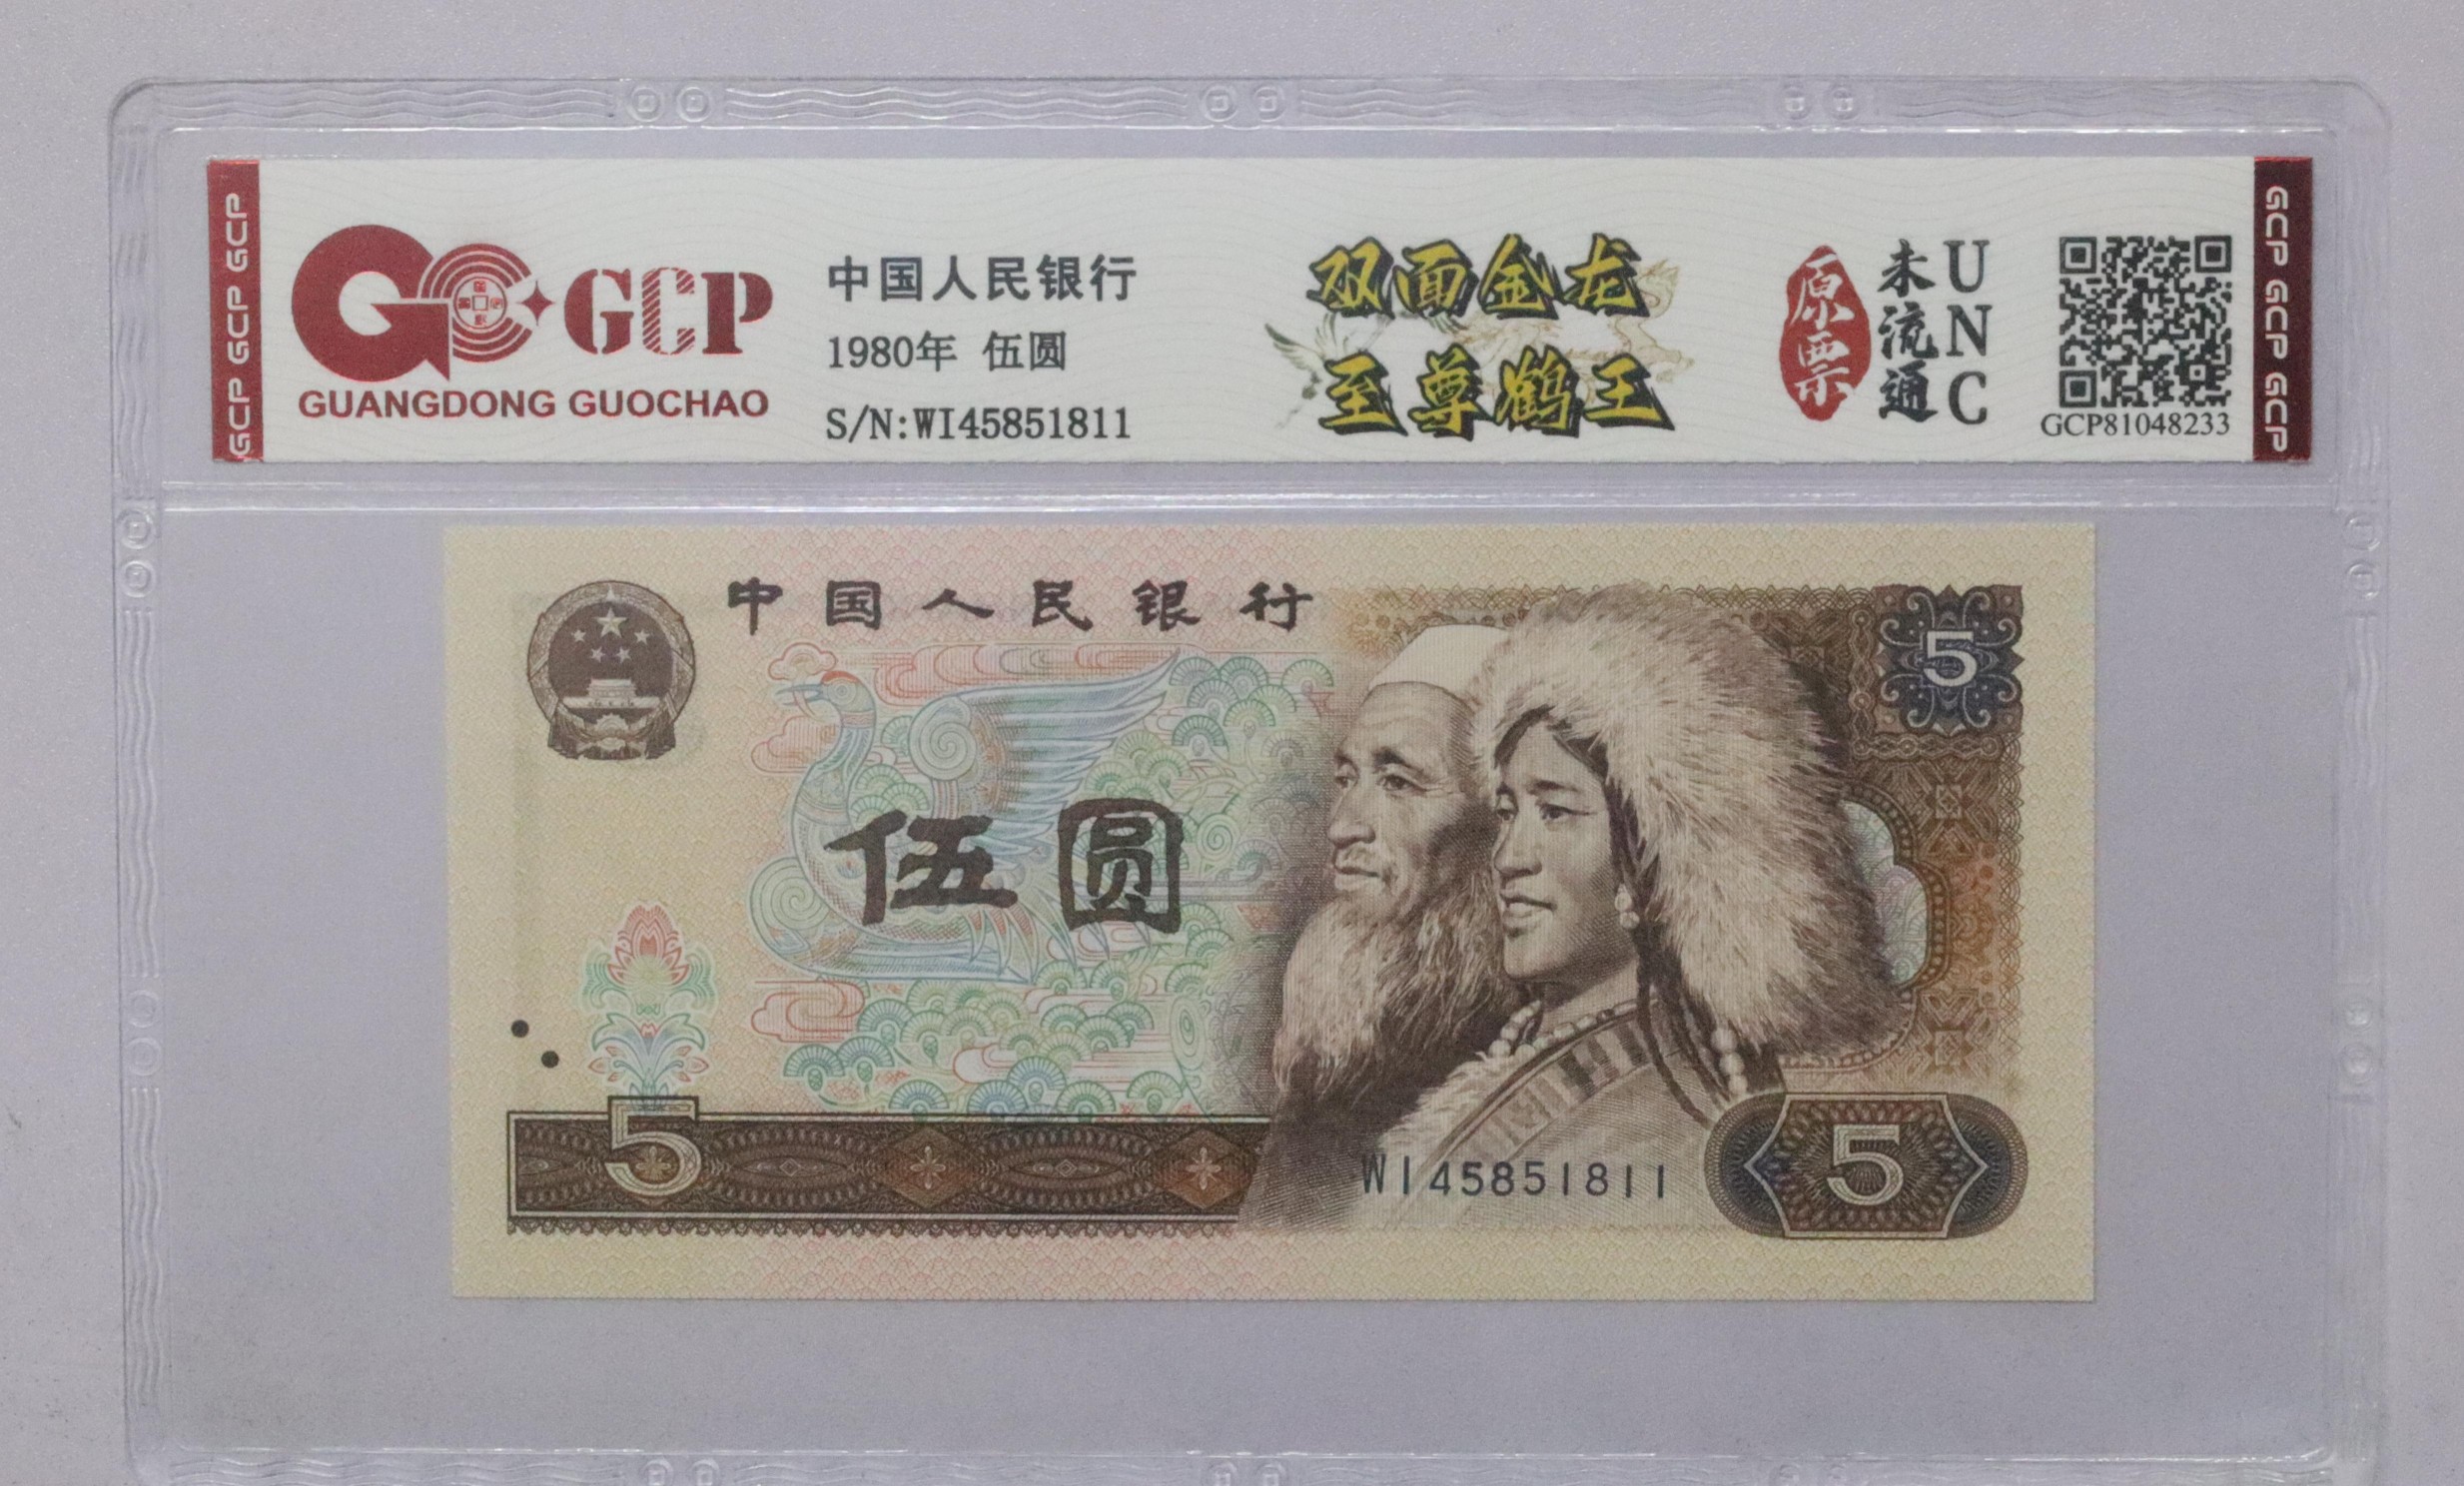 GCP GCP GCP
GCP
GUANGDONG GUOCHAO
中国人民银行
1980年 伍圆
S/N:WI45851811
双面金龙
至尊鹤王
原票
未流通
UNC
GCP81048233
GCP GCP GCP
中国人民银行
5
伍圆
5
WI45851811
5